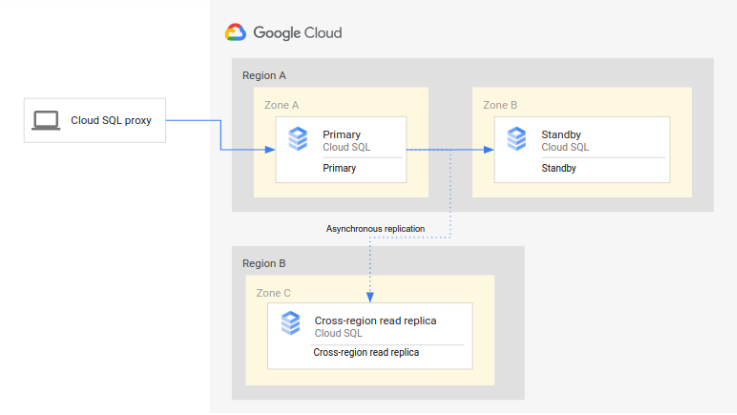 Google Cloud
Region A
Zone A
Zone B
Cloud SQL proxy
Primary
Cloud SQL
Primary
Standby
Cloud SQL
Standby
Asynchronous replication
Region B
Zone C
Cross-region read replica
Cloud SQL
Cross-region read replica